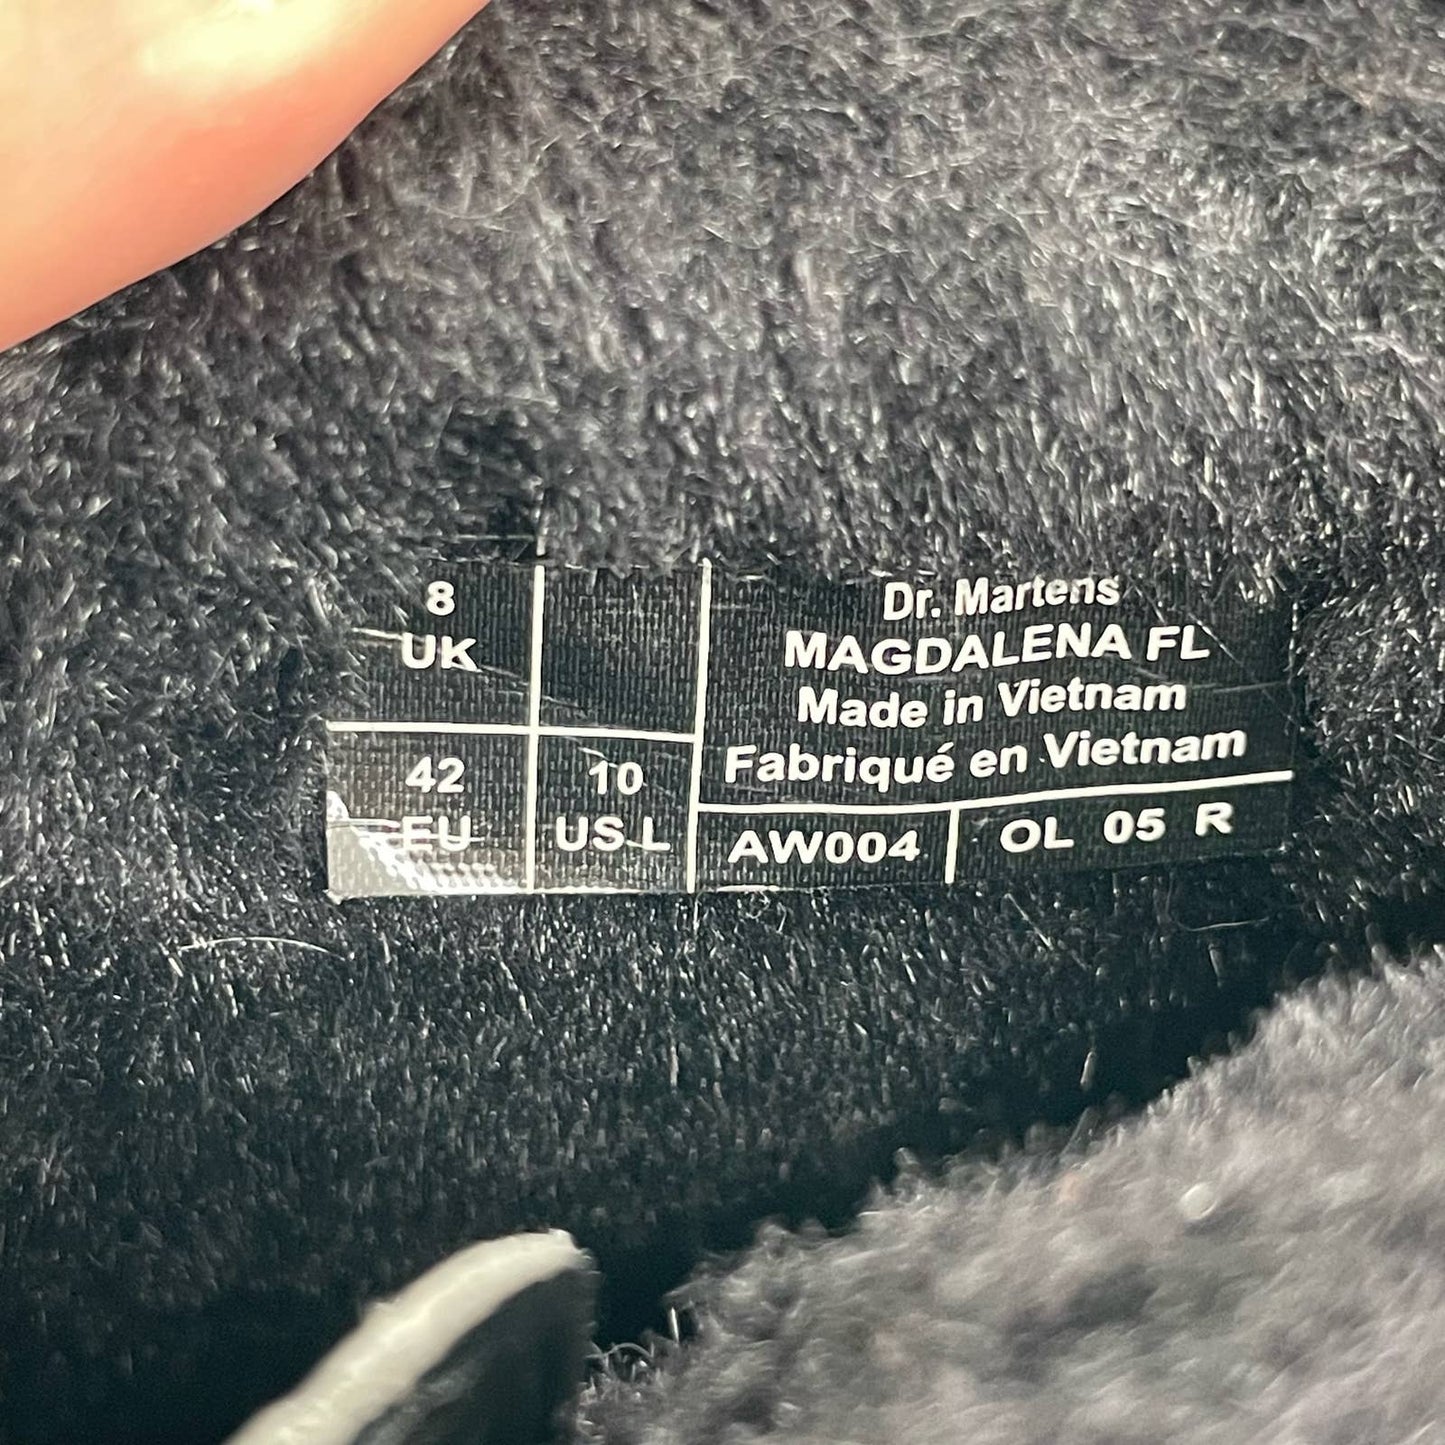 8
UK
42
EU
10
US L
Dr. Martens
MAGDALENA FL
Made in Vietnam
Fabriqué en Vietnam
AW004
OL 05 R